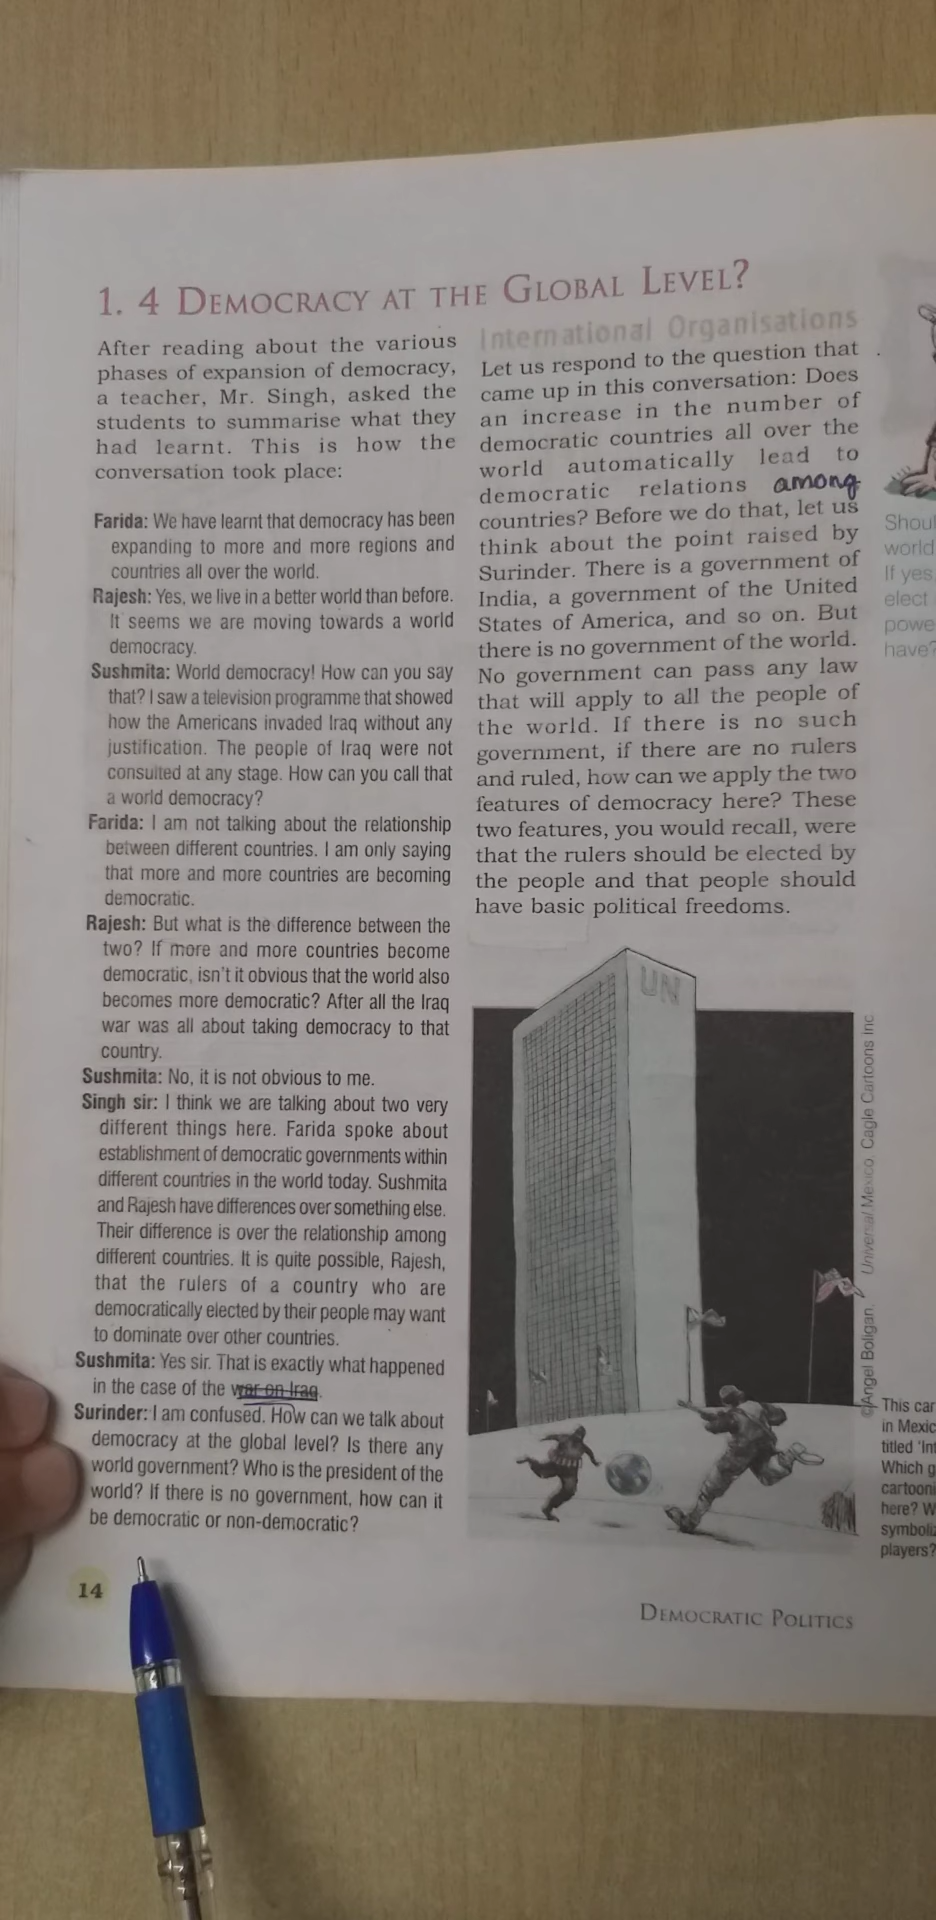 1. 4 DEMOCRACY AT THE GLOBAL LEVEL?
After reading about the various
phases of expansion of democracy,
a teacher, Mr. Singh, asked the
students to summarise what they
had learnt. This is how the
conversation took place:
Farida: We have learnt that democracy has been
expanding to more and more regions and
countries all over the world.
Rajesh: Yes, we live in a better world than before.
It seems we are moving towards a world
democracy.
Sushmita: World democracy! How can you say
that? I saw a television programme that showed
how the Americans invaded Iraq without any
justification. The people of Iraq were not
consulted at any stage. How can you call that
a world democracy?
Farida: I am not talking about the relationship
between different countries. I am only saying
that more and more countries are becoming
democratic.
Rajesh: But what is the difference between the
two? If more and more countries become
democratic, isn't it obvious that the world also
becomes more democratic? After all the Iraq
war was all about taking democracy to that
country.
Sushmita: No, it is not obvious to me.
Singh sir: I think we are talking about two very
different things here. Farida spoke about
establishment of democratic governments within
different countries in the world today. Sushmita
and Rajesh have differences over something else.
Their difference is over the relationship among
different countries. It is quite possible, Rajesh,
that the rulers of a country who are
democratically elected by their people may want
to dominate over other countries.
Sushmita: Yes sir. That is exactly what happened
in the case of the war on Iraq.
Surinder: I am confused. How can we talk about
democracy at the global level? Is there any
world government? Who is the president of the
world? If there is no government, how can it
be democratic or non-democratic?
14
International Organisations
Let us respond to the question that
came up in this conversation: Does
an increase in the number of
democratic countries all over the
world automatically lead to
democratic relations among
countries? Before we do that, let us
think about the point raised by
Surinder. There is a government of
India, a government of the United
States of America, and so on. But
there is no government of the world.
No government can pass any law
that will apply to all the people of
the world. If there is no such
government, if there are no rulers
and ruled, how can we apply the two
features of democracy here? These
two features, you would recall, were
that the rulers should be elected by
the people and that people should
have basic political freedoms.
UN
©Angel Boligan, Universal, Mexico, Cagle Cartoons Inc
DEMOCRATIC POLITICS
Shoul
world
If yes,
elect
powe
have?
This car
in Mexic
titled 'Int
Which g
cartooni
here? W
symboliz
players?